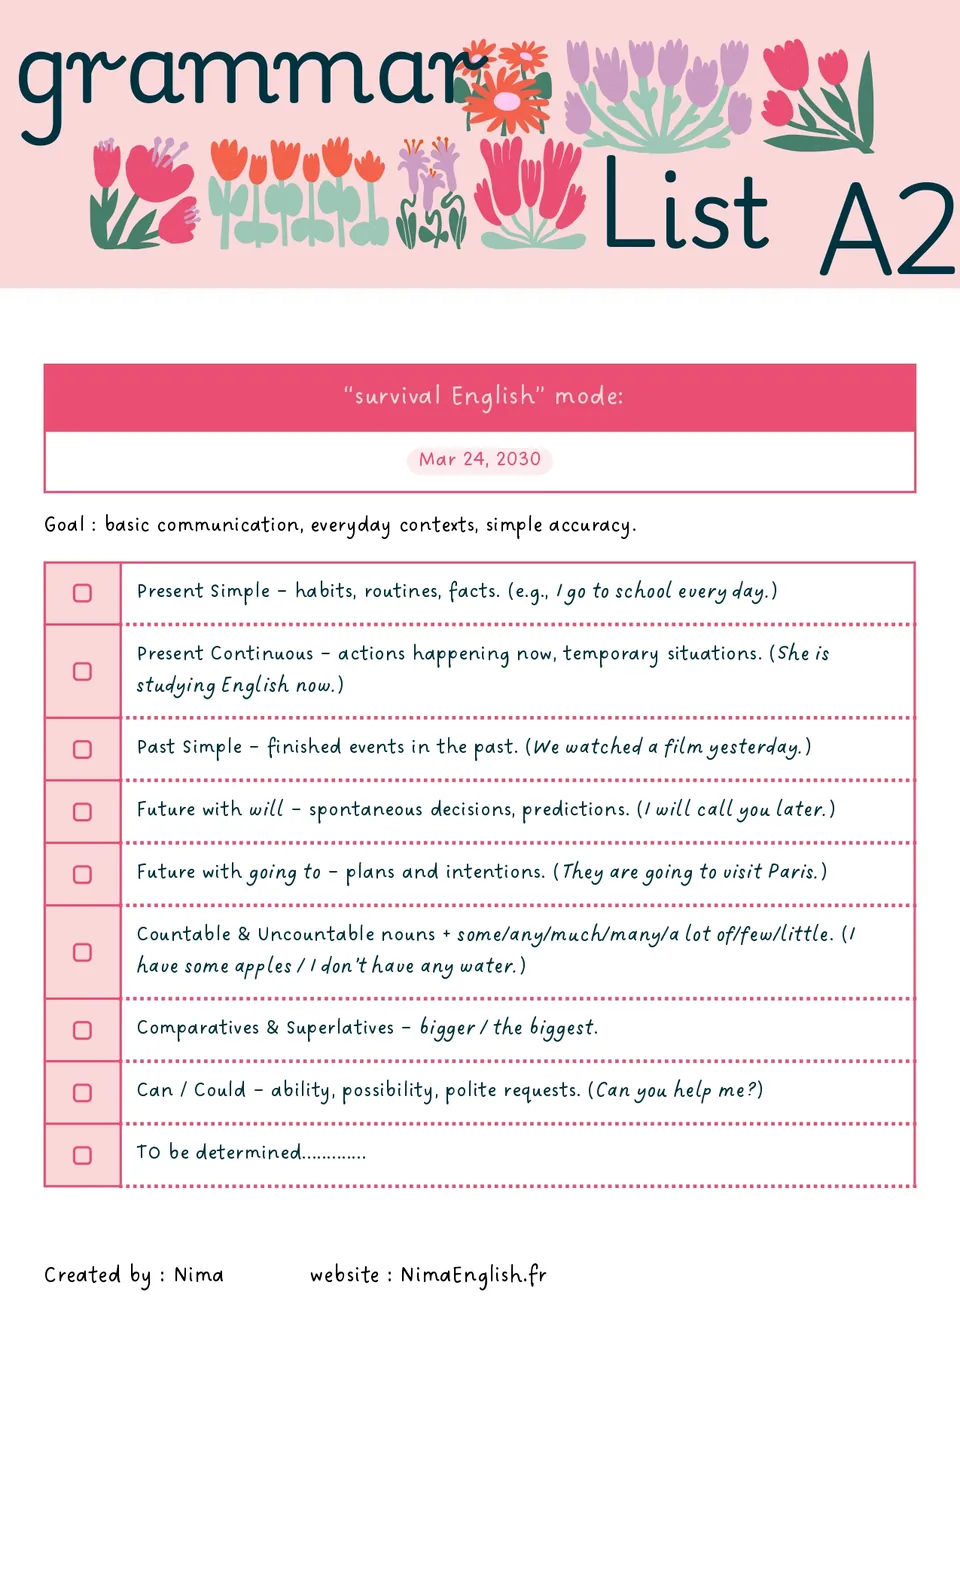 grammar
List A2
“survival English” mode:
Mar 24, 2030
Goal : basic communication, everyday contexts, simple accuracy.
Present Simple – habits, routines, facts. (e.g., I go to school every day.)
Present Continuous – actions happening now, temporary situations. (She is
studying English now.)
Past Simple – finished events in the past. (We watched a film yesterday.)
Future with will – spontaneous decisions, predictions. (I will call you later.)
Future with going to – plans and intentions. (They are going to visit Paris.)
Countable & Uncountable nouns + some/any/much/many/a lot of/few/little. (I
have some apples / I don’t have any water.)
Comparatives & Superlatives – bigger / the biggest.
Can / Could – ability, possibility, polite requests. (Can you help me?)
TO be determined.............
Created by : Nima website : NimaEnglish.fr